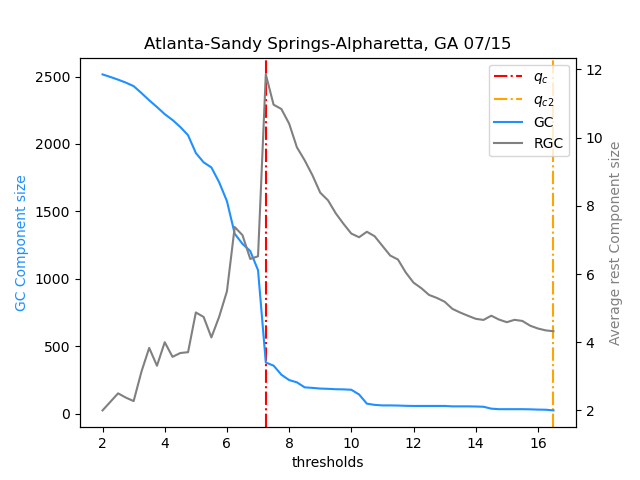 Atlanta-Sandy Springs-Alpharetta, GA 07/15
GC Component size
2500
2000
1500
1000
500
0
2
4
6
8
10
12
14
16
thresholds
12
10
8
6
4
2
Average rest Component size
q_c
q_c2
GC
RGC